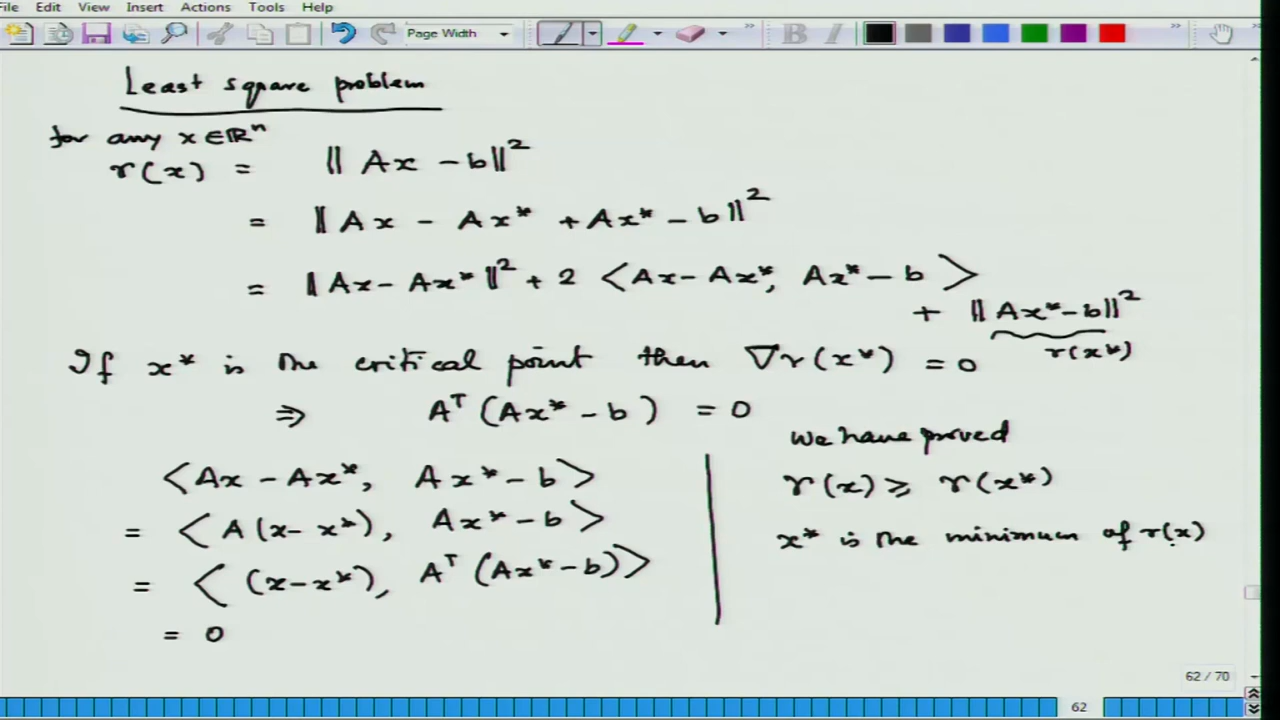 File Edit View Insert Actions Tools Help
Page Width
Least square problem
for any x ∈ ℝⁿ
r(x) = ‖Ax - b‖²
= ‖Ax - Ax* + Ax* - b‖²
= ‖Ax - Ax*‖² + 2 ⟨Ax - Ax*, Ax* - b⟩
+ ‖Ax* - b‖²
r(x*)
If x* is the critical point then ∇r(x*) = 0
⇒ Aᵀ(Ax* - b) = 0
⟨Ax - Ax*, Ax* - b⟩
= ⟨A(x - x*), Ax* - b⟩
= ⟨(x - x*), Aᵀ(Ax* - b)⟩
= 0
We have proved
r(x) ≥ r(x*)
x* is the minimum of r(x)
62 / 70
62